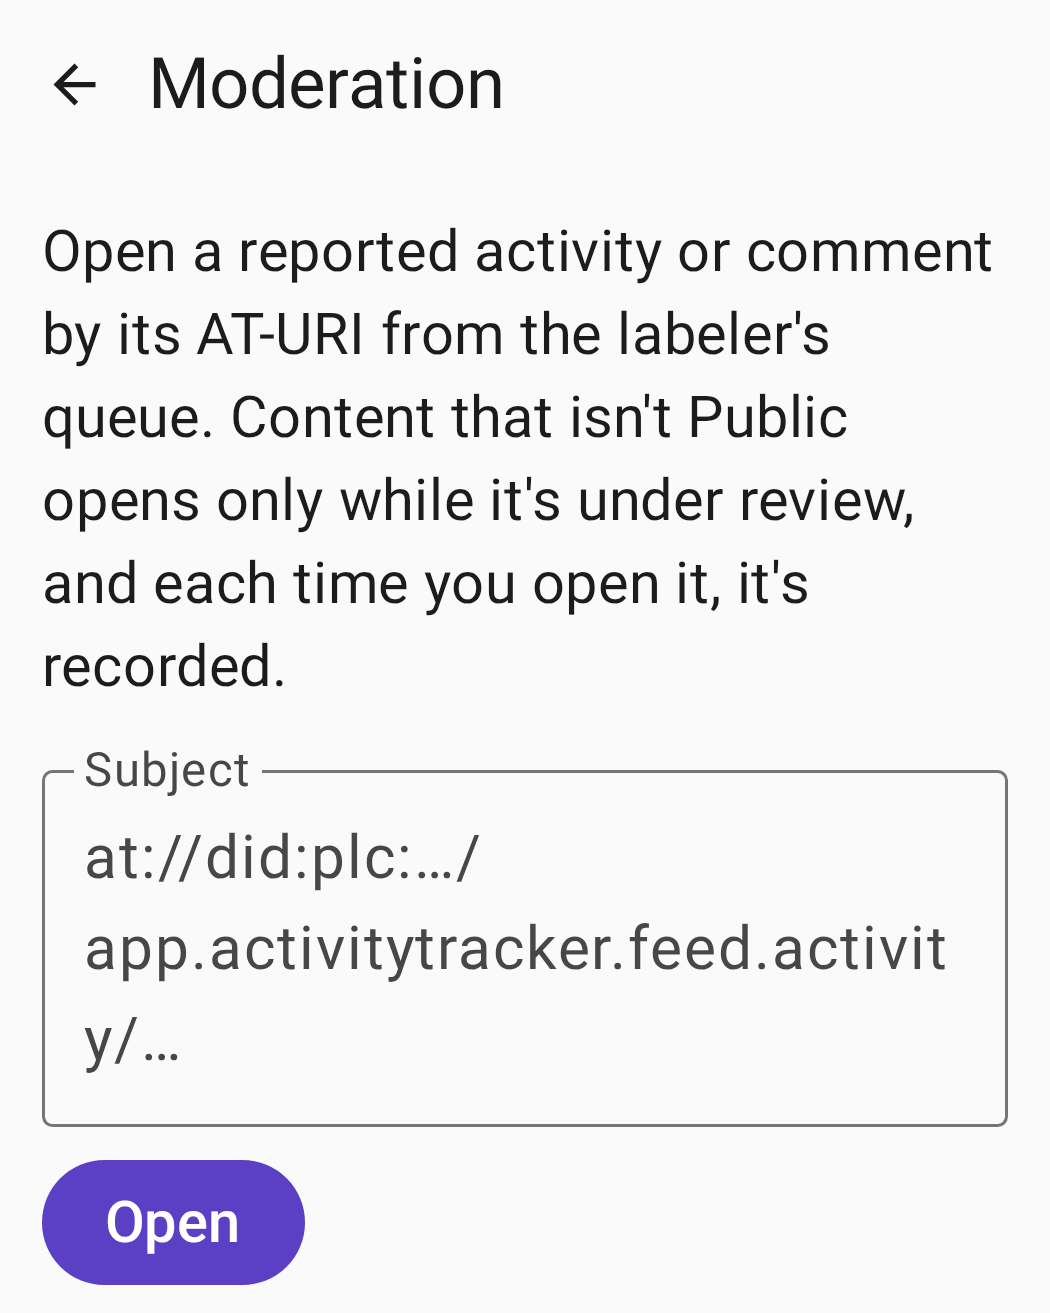 Moderation
Open a reported activity or comment
by its AT-URI from the labeler's
queue. Content that isn't Public
opens only while it's under review,
and each time you open it, it's
recorded.
Subject
at://did:plc:…/
app.activitytracker.feed.activit
y/…
Open